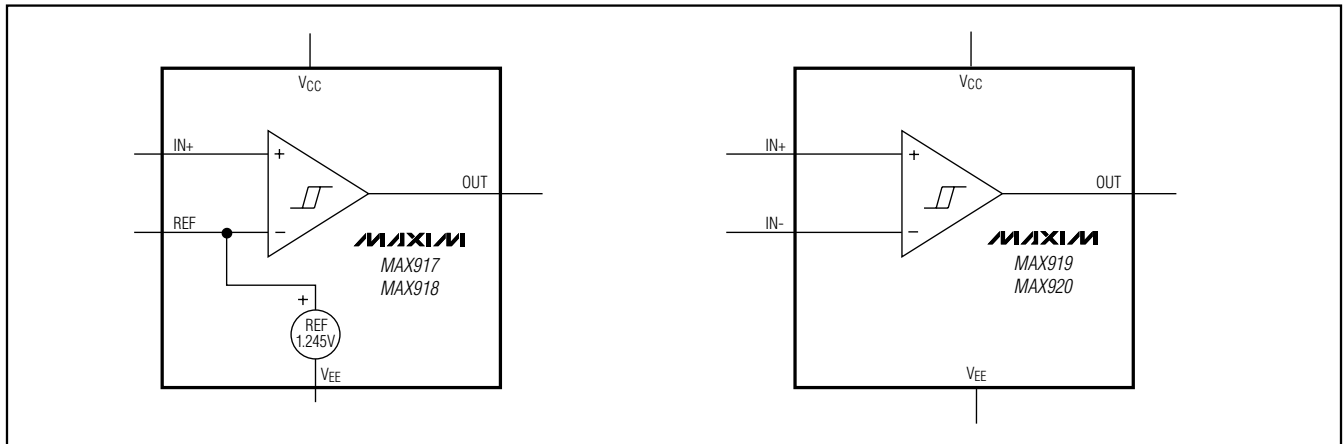 VCC
IN+
+
OUT
REF
−
MAXIM
MAX917
MAX918
+
REF
1.245V
VEE
VCC
IN+
+
OUT
IN-
−
MAXIM
MAX919
MAX920
VEE